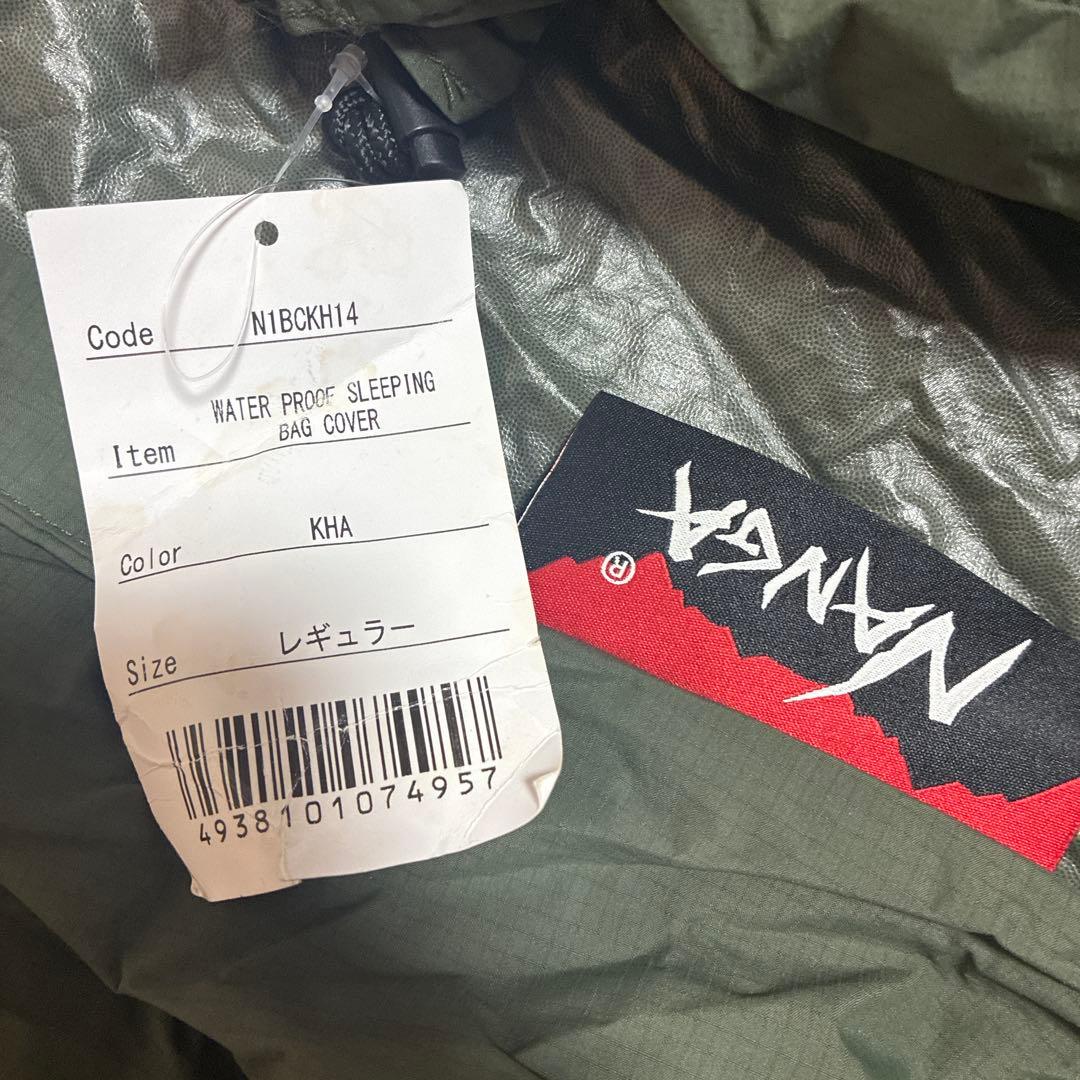 Code N1BCKH14
WATER PROOF SLEEPING
BAG COVER
Item
Color KHA
Size レギュラー
4938101074957
NANGA
®